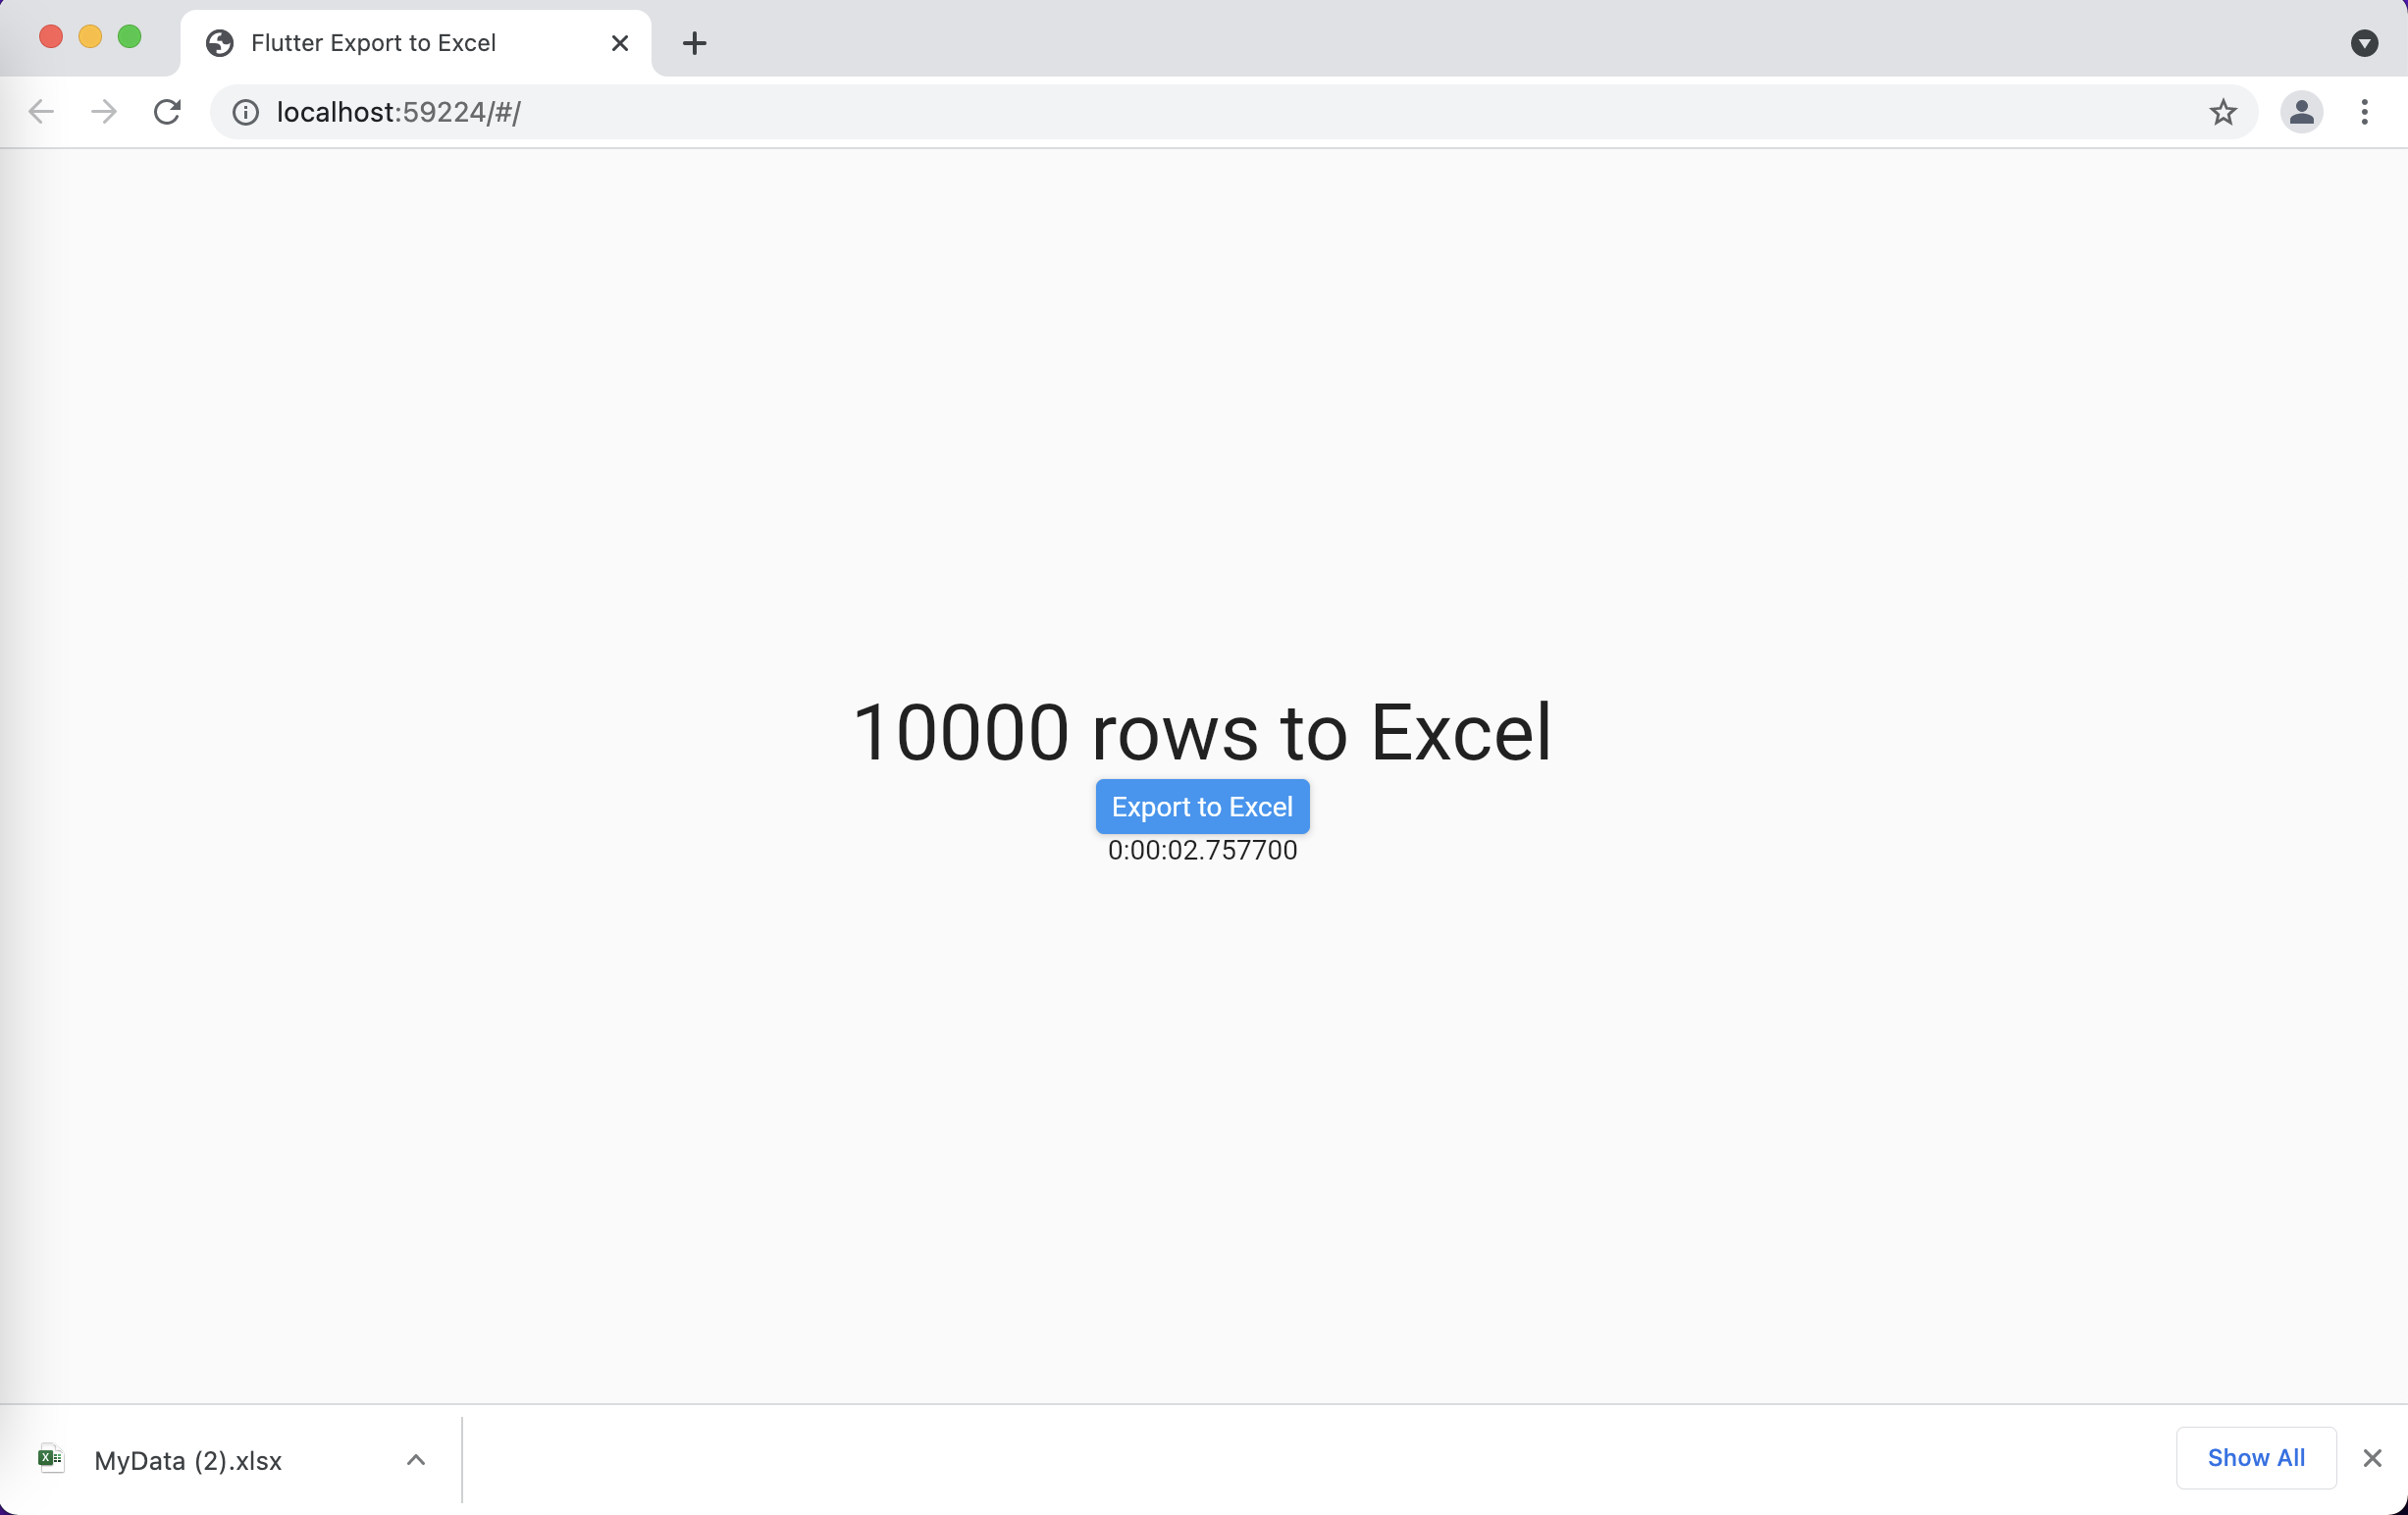 Flutter Export to Excel
localhost:59224/#/
10000 rows to Excel
Export to Excel
0:00:02.757700
MyData (2).xlsx
Show All